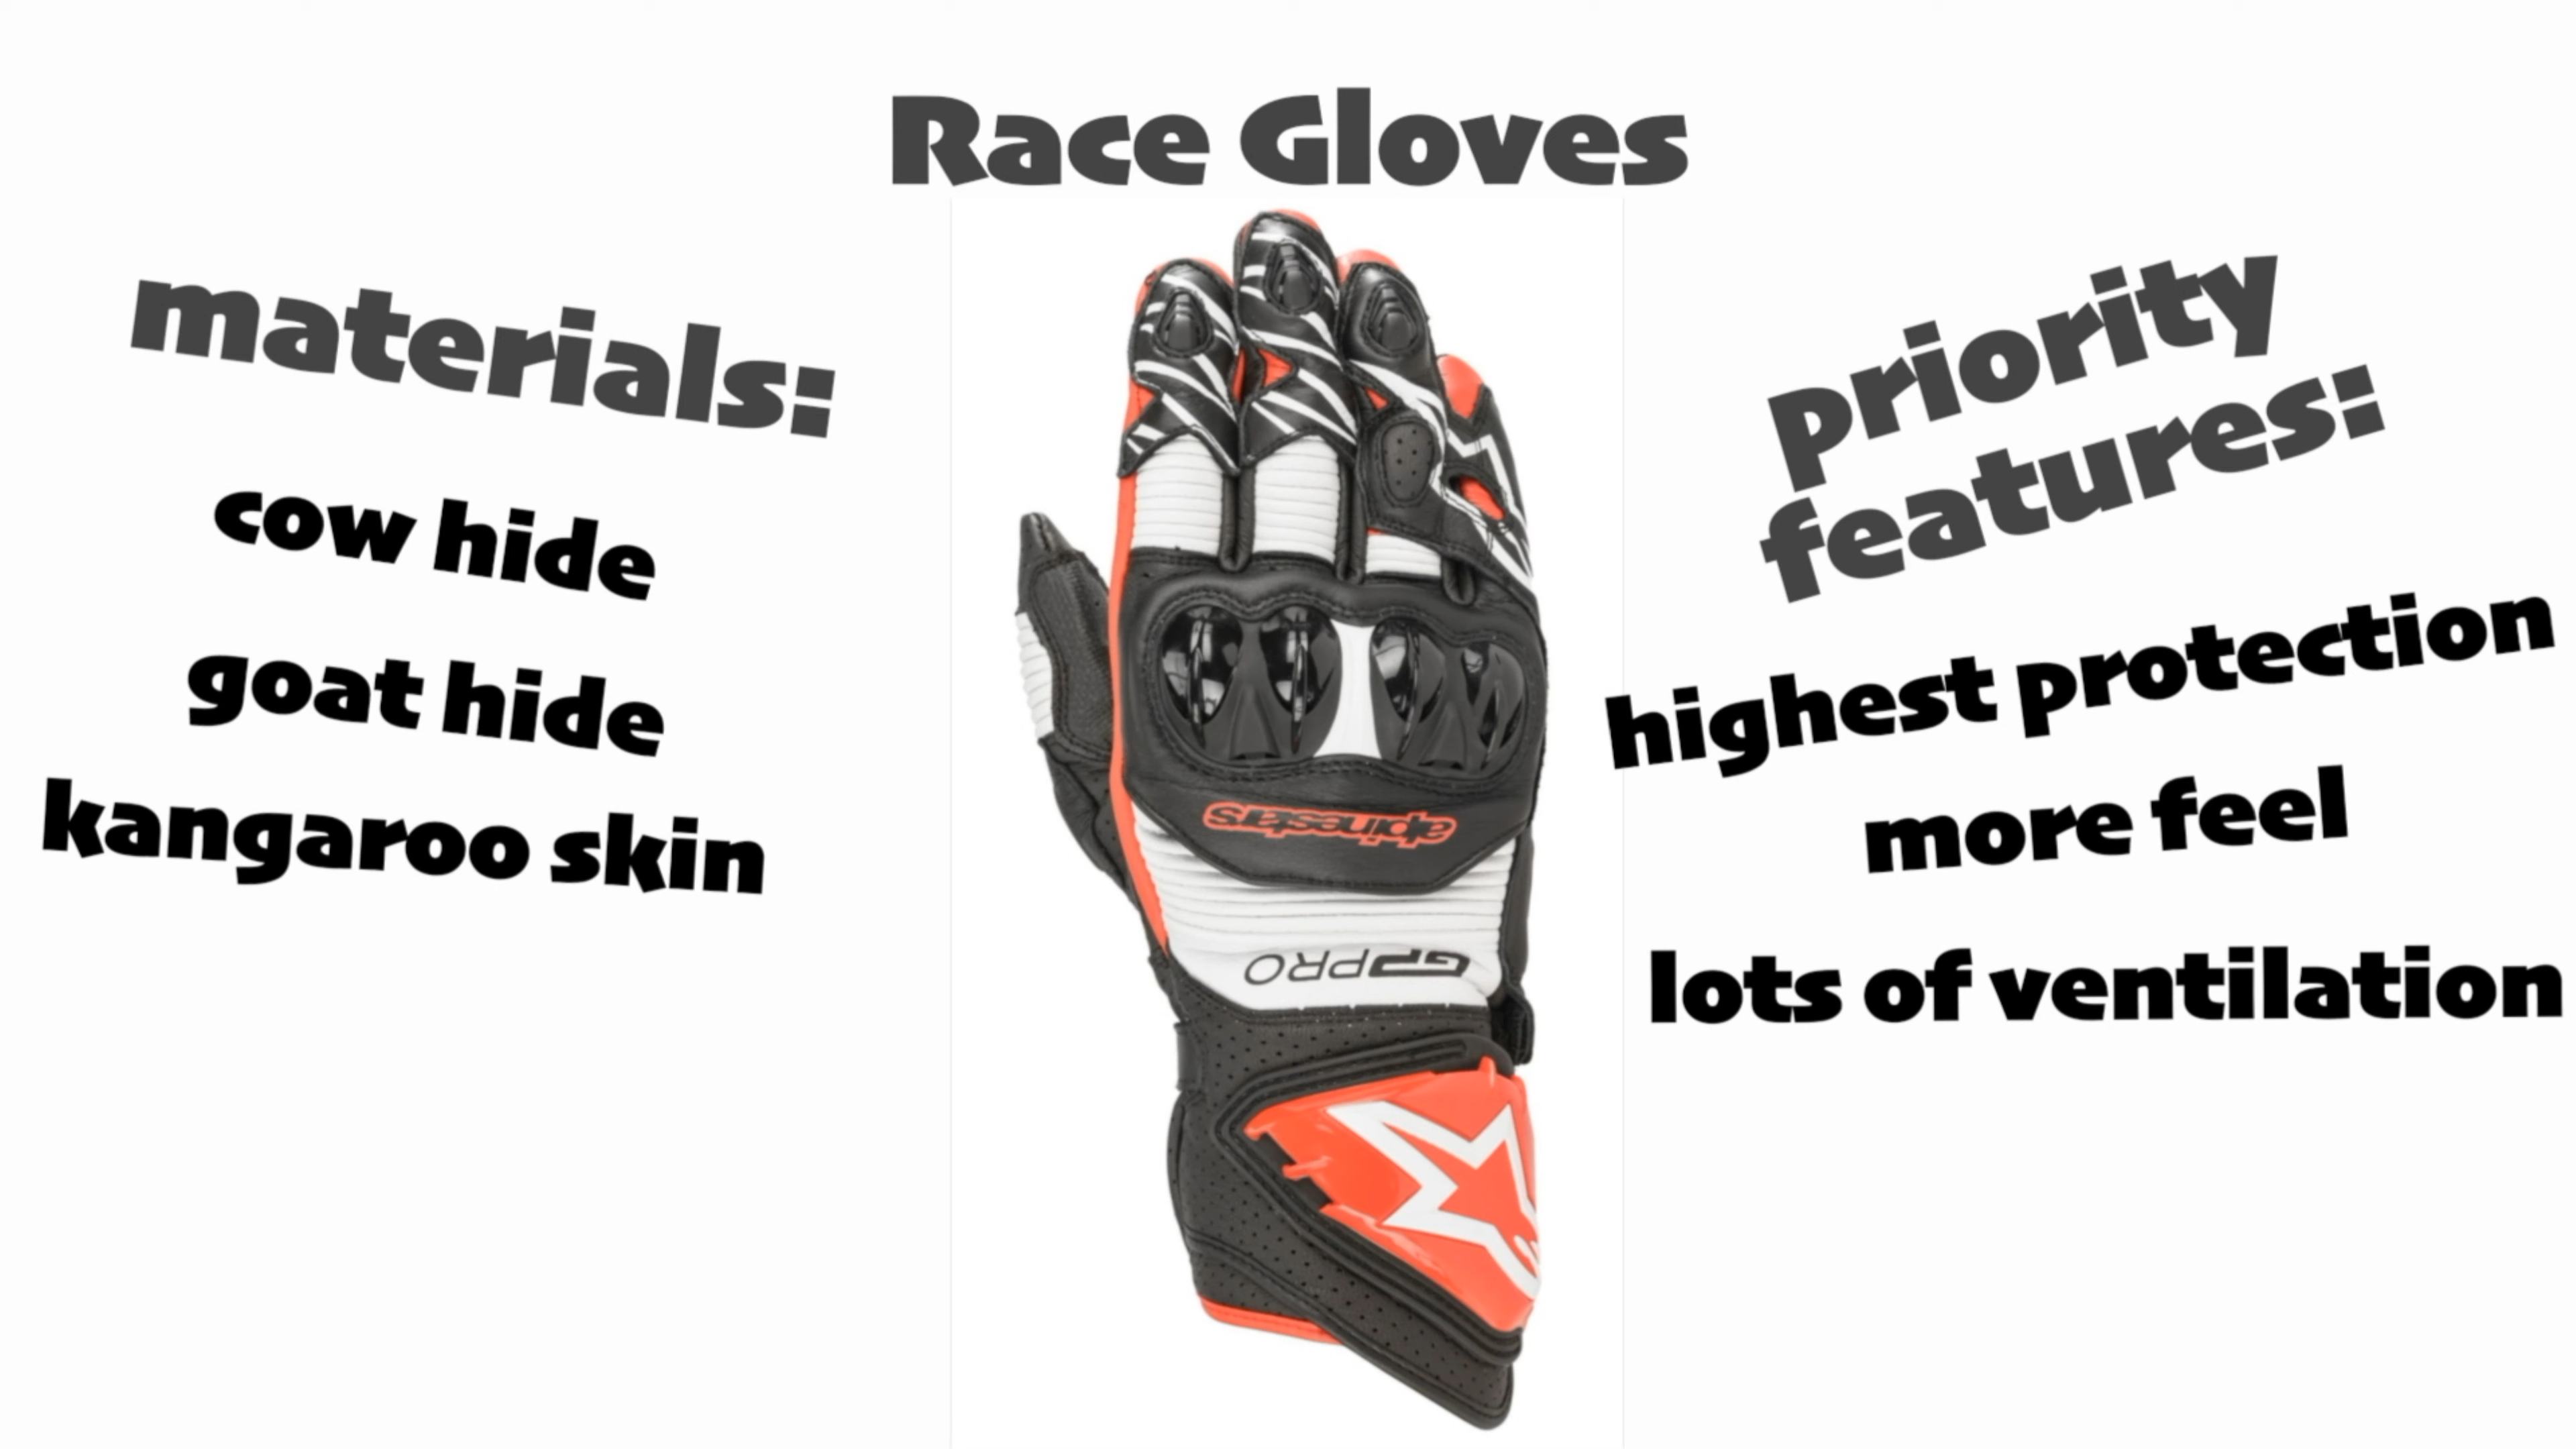 Race Gloves
materials:
cow hide
goat hide
kangaroo skin
priority
features:
highest protection
more feel
lots of ventilation
alpinestars
GP PRO